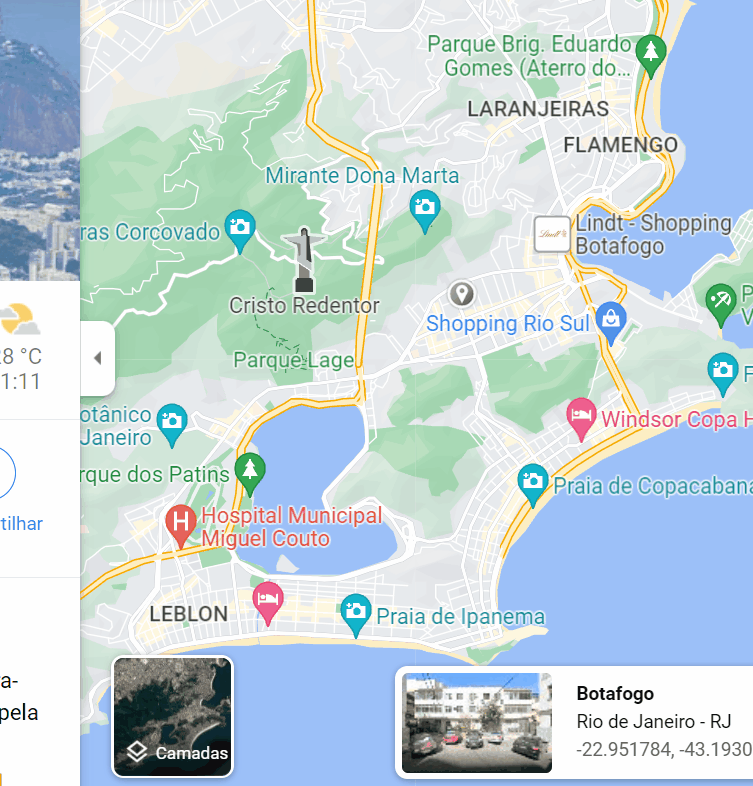 Parque Brig. Eduardo
Gomes (Aterro do...
LARANJEIRAS
FLAMENGO
Mirante Dona Marta
ras Corcovado
Lindt
Lindt - Shopping
Botafogo
Cristo Redentor
Shopping Rio Sul
P
V
28 °C
1:11
Parque Lage
F
otânico
Janeiro
Windsor Copa H
rque dos Patins
Praia de Copacabana
tilhar
H
Hospital Municipal
Miguel Couto
LEBLON
Praia de Ipanema
a-
pela
Camadas
Botafogo
Rio de Janeiro - RJ
-22.951784, -43.1930